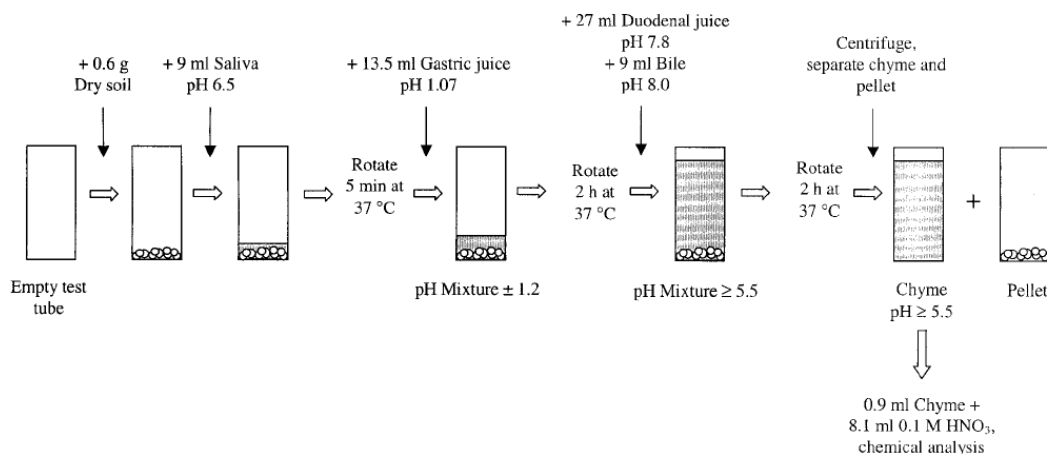 + 0.6 g
Dry soil
+ 9 ml Saliva
pH 6.5
+ 13.5 ml Gastric juice
pH 1.07
+ 27 ml Duodenal juice
pH 7.8
+ 9 ml Bile
pH 8.0
Centrifuge,
separate chyme and
pellet
Rotate
5 min at
37 °C
Rotate
2 h at
37 °C
Rotate
2 h at
37 °C
+
Empty test
tube
pH Mixture ± 1.2
pH Mixture ≥ 5.5
Chyme
pH ≥ 5.5
Pellet
0.9 ml Chyme +
8.1 ml 0.1 M HNO₃,
chemical analysis